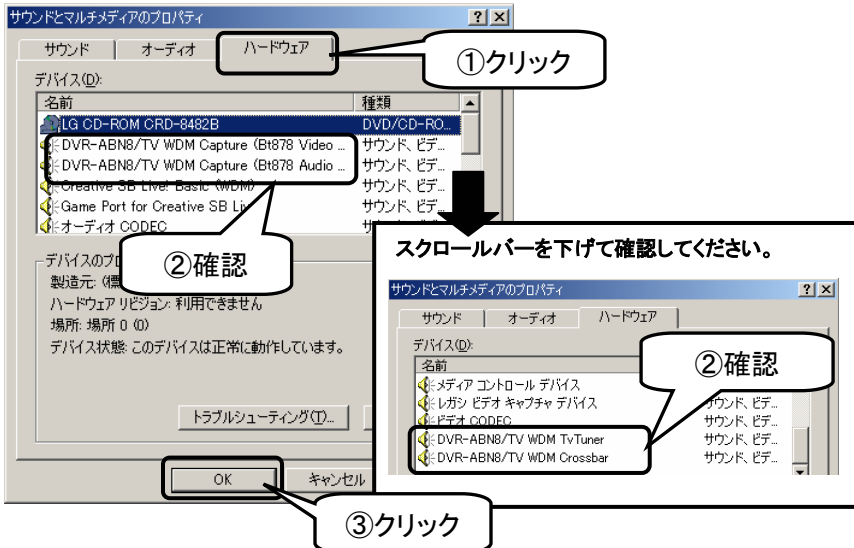 サウンドとマルチメディアのプロパティ
サウンド
オーディオ
ハードウェア
①クリック
デバイス(D):
名前
種類
LG CD-ROM CRD-8482B
DVD/CD-RO...
DVR-ABN8/TV WDM Capture (Bt878 Video ...
サウンド、ビデ...
DVR-ABN8/TV WDM Capture (Bt878 Audio ...
サウンド、ビデ...
Creative SB Live! Basic (WDM)
サウンド、ビデ...
Game Port for Creative SB Li
サウンド、ビデ...
オーディオ CODEC
②確認
デバイスのプロ
製造元: (標
ハードウェア リビジョン: 利用できません
場所: 場所 0 (0)
デバイス状態: このデバイスは正常に動作しています。
トラブルシューティング(T)...
OK
キャンセル
③クリック
スクロールバーを下げて確認してください。
サウンドとマルチメディアのプロパティ
サウンド
オーディオ
ハードウェア
デバイス(D):
名前
②確認
メディア コントロール デバイス
レガシ ビデオ キャプチャ デバイス
サウンド、ビデ...
ビデオ CODEC
サウンド、ビデ...
DVR-ABN8/TV WDM TvTuner
サウンド、ビデ...
DVR-ABN8/TV WDM Crossbar
サウンド、ビデ...